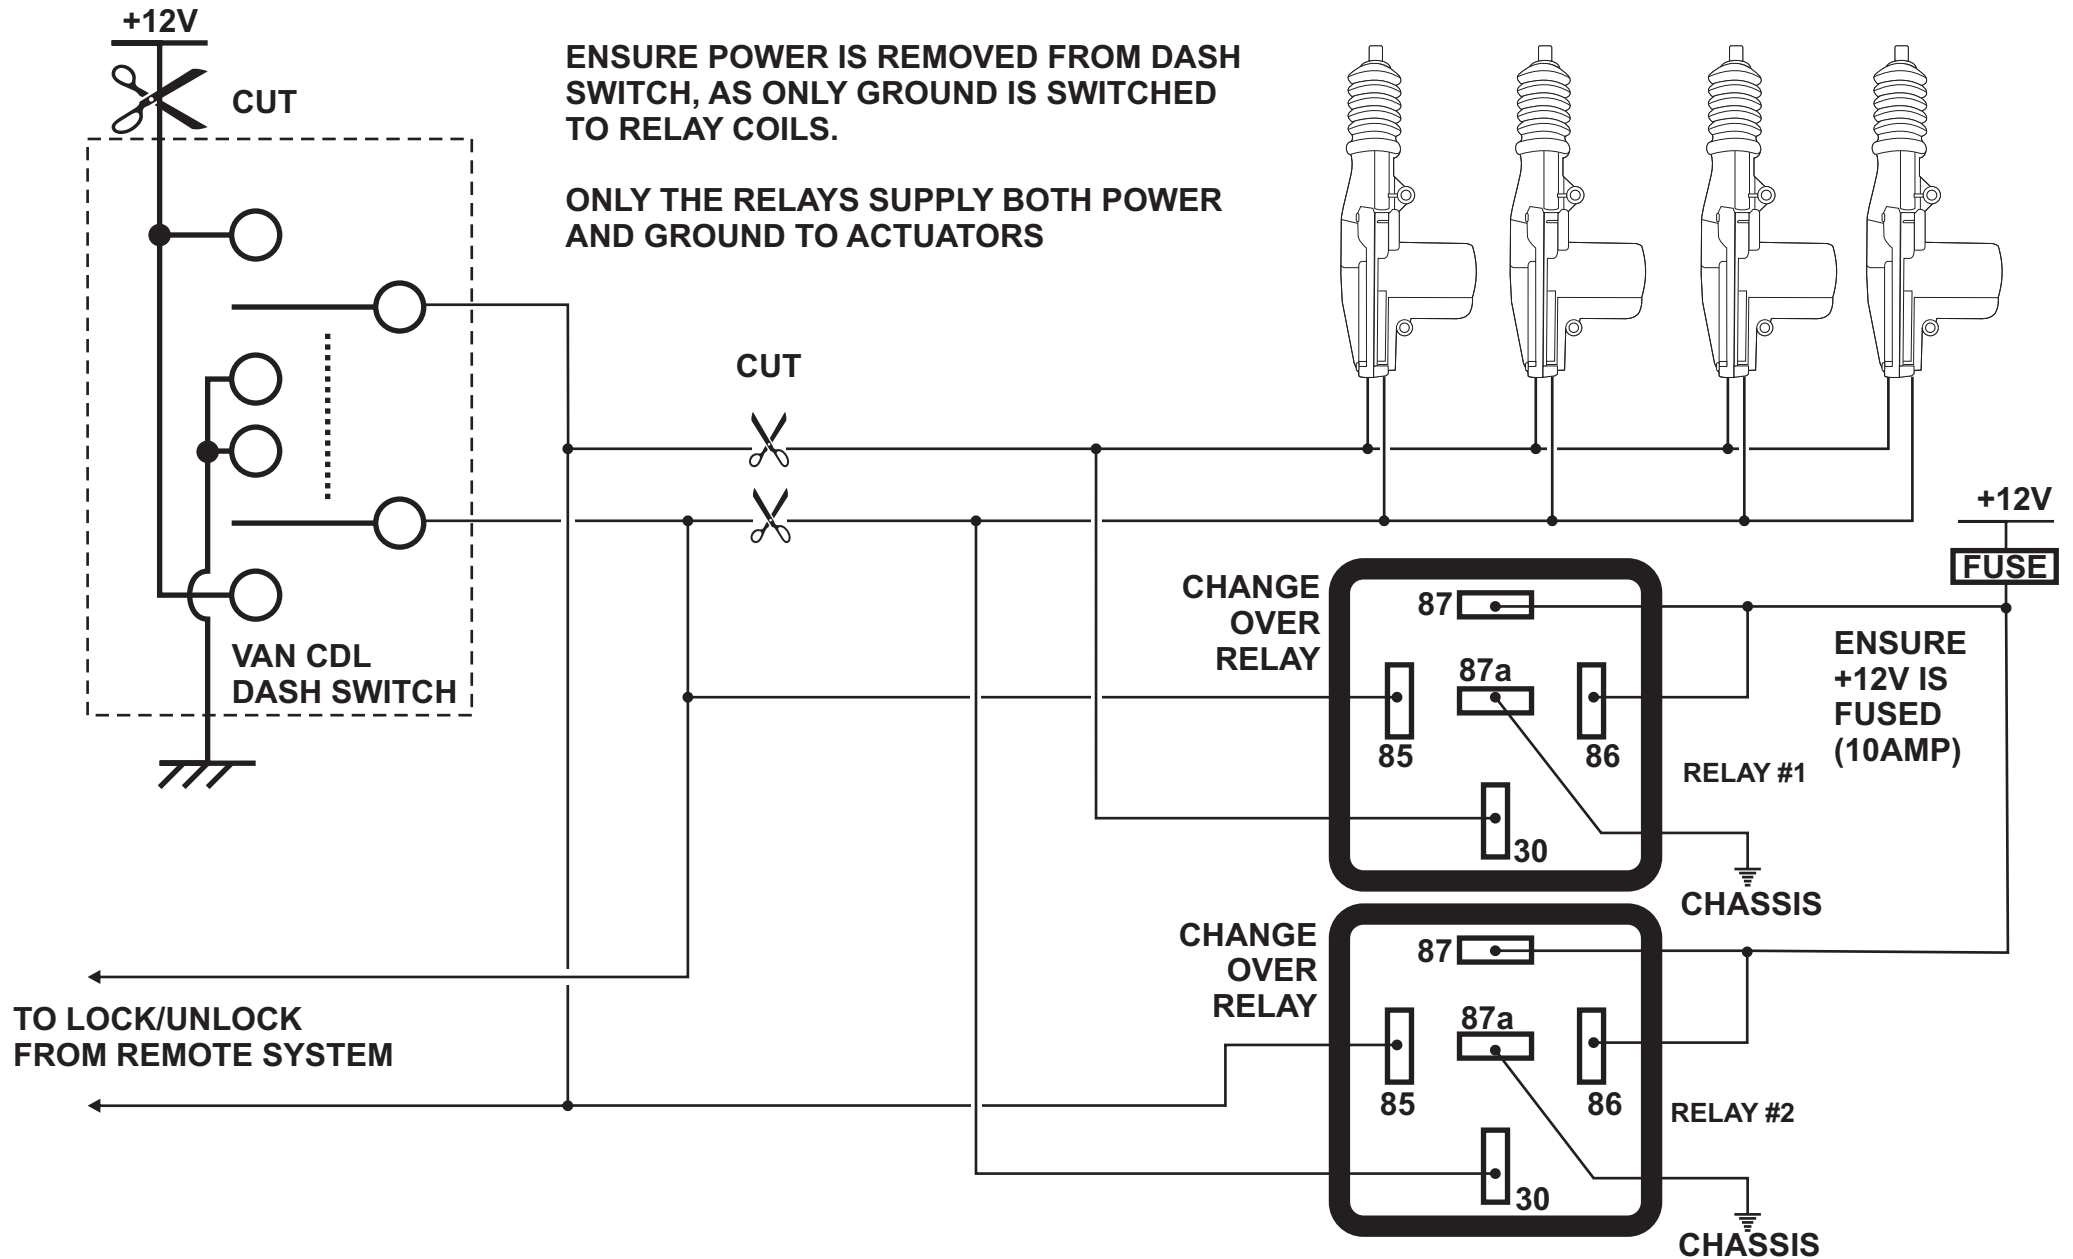 +12V
CUT
ENSURE POWER IS REMOVED FROM DASH
SWITCH, AS ONLY GROUND IS SWITCHED
TO RELAY COILS.
ONLY THE RELAYS SUPPLY BOTH POWER
AND GROUND TO ACTUATORS
CUT
VAN CDL
DASH SWITCH
+12V
FUSE
ENSURE
+12V IS
FUSED
(10AMP)
CHANGE
OVER
RELAY
87
87a
85
86
30
RELAY #1
CHASSIS
CHANGE
OVER
RELAY
87
87a
85
86
30
RELAY #2
CHASSIS
TO LOCK/UNLOCK
FROM REMOTE SYSTEM